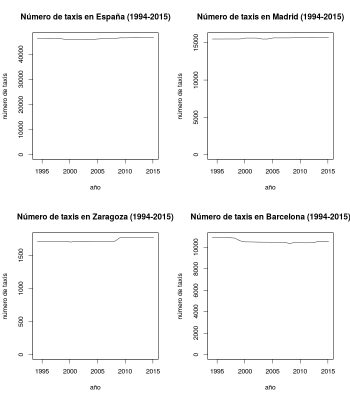 Número de taxis en España (1994-2015)
número de taxis
0 10000 20000 30000 40000
1995 2000 2005 2010 2015
año
Número de taxis en Madrid (1994-2015)
número de taxis
0 5000 10000 15000
1995 2000 2005 2010 2015
año
Número de taxis en Zaragoza (1994-2015)
número de taxis
0 500 1000 1500
1995 2000 2005 2010 2015
año
Número de taxis en Barcelona (1994-2015)
número de taxis
0 2000 4000 6000 8000 10000
1995 2000 2005 2010 2015
año